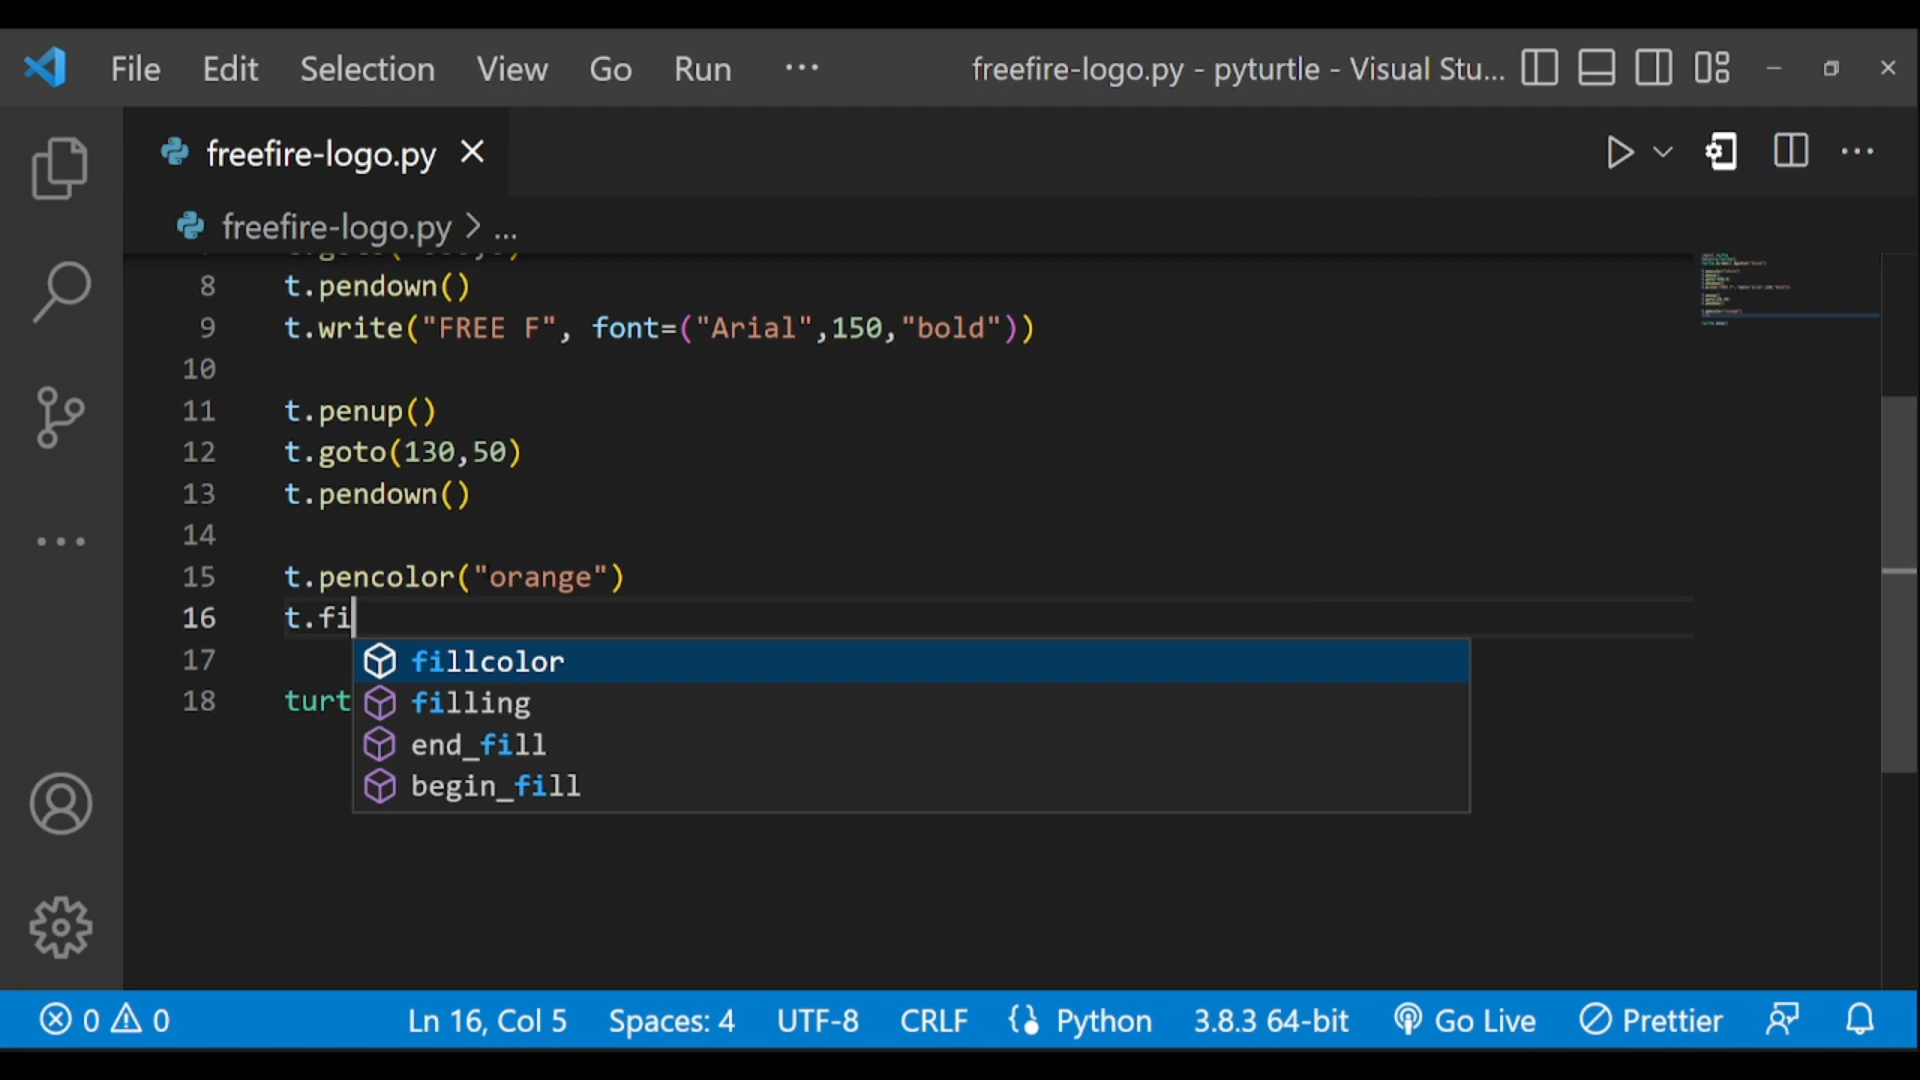 File Edit Selection View Go Run ... freefire-logo.py - pyturtle - Visual Stu...
freefire-logo.py
freefire-logo.py > ...
8 t.pendown()
9 t.write("FREE F", font=("Arial",150,"bold"))
10
11 t.penup()
12 t.goto(130,50)
13 t.pendown()
14
15 t.pencolor("orange")
16 t.fi
17 fillcolor
filling
18 turt
end_fill
begin_fill
0 0 Ln 16, Col 5 Spaces: 4 UTF-8 CRLF Python 3.8.3 64-bit Go Live Prettier